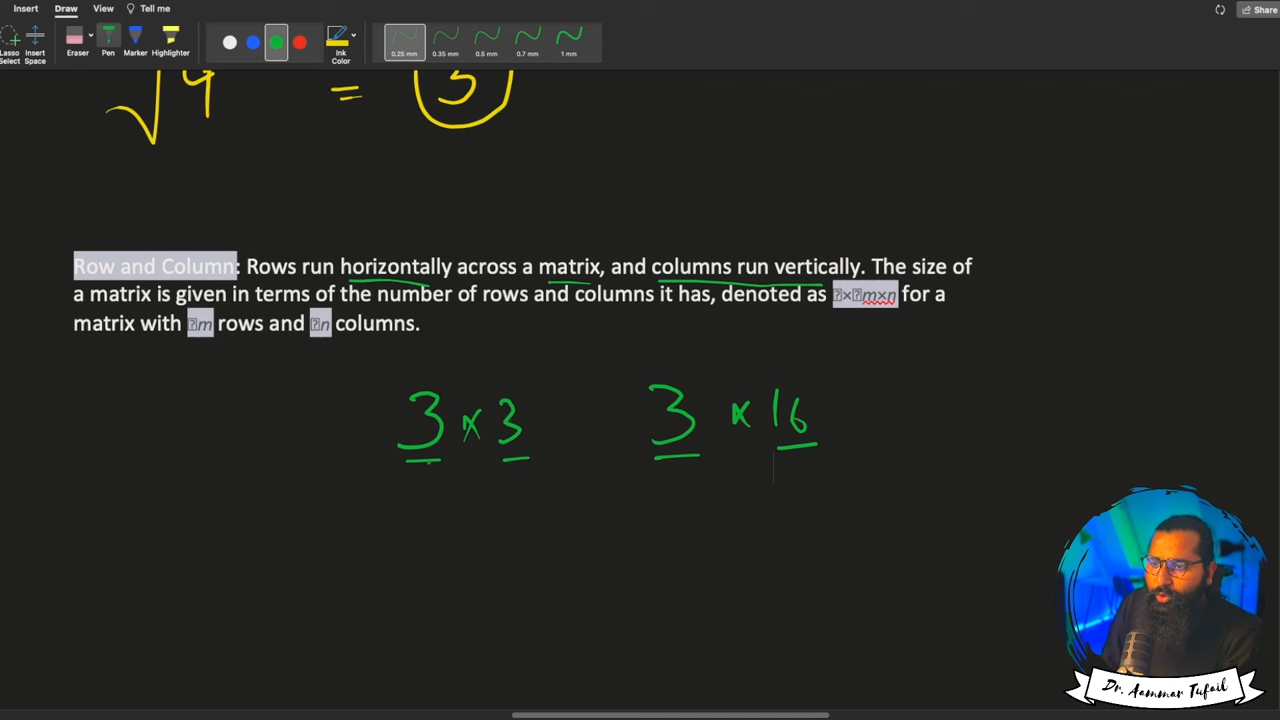 Insert Draw View Tell me Share
Lasso Select Insert Space Eraser Pen Marker Highlighter Ink Color 0.25 mm 0.35 mm 0.5 mm 0.7 mm 1 mm
√4 = 3
Row and Column: Rows run horizontally across a matrix, and columns run vertically. The size of
a matrix is given in terms of the number of rows and columns it has, denoted as ×m×n for a
matrix with m rows and n columns.
3 × 3 3 × 16
Dr. Aammar Tufail